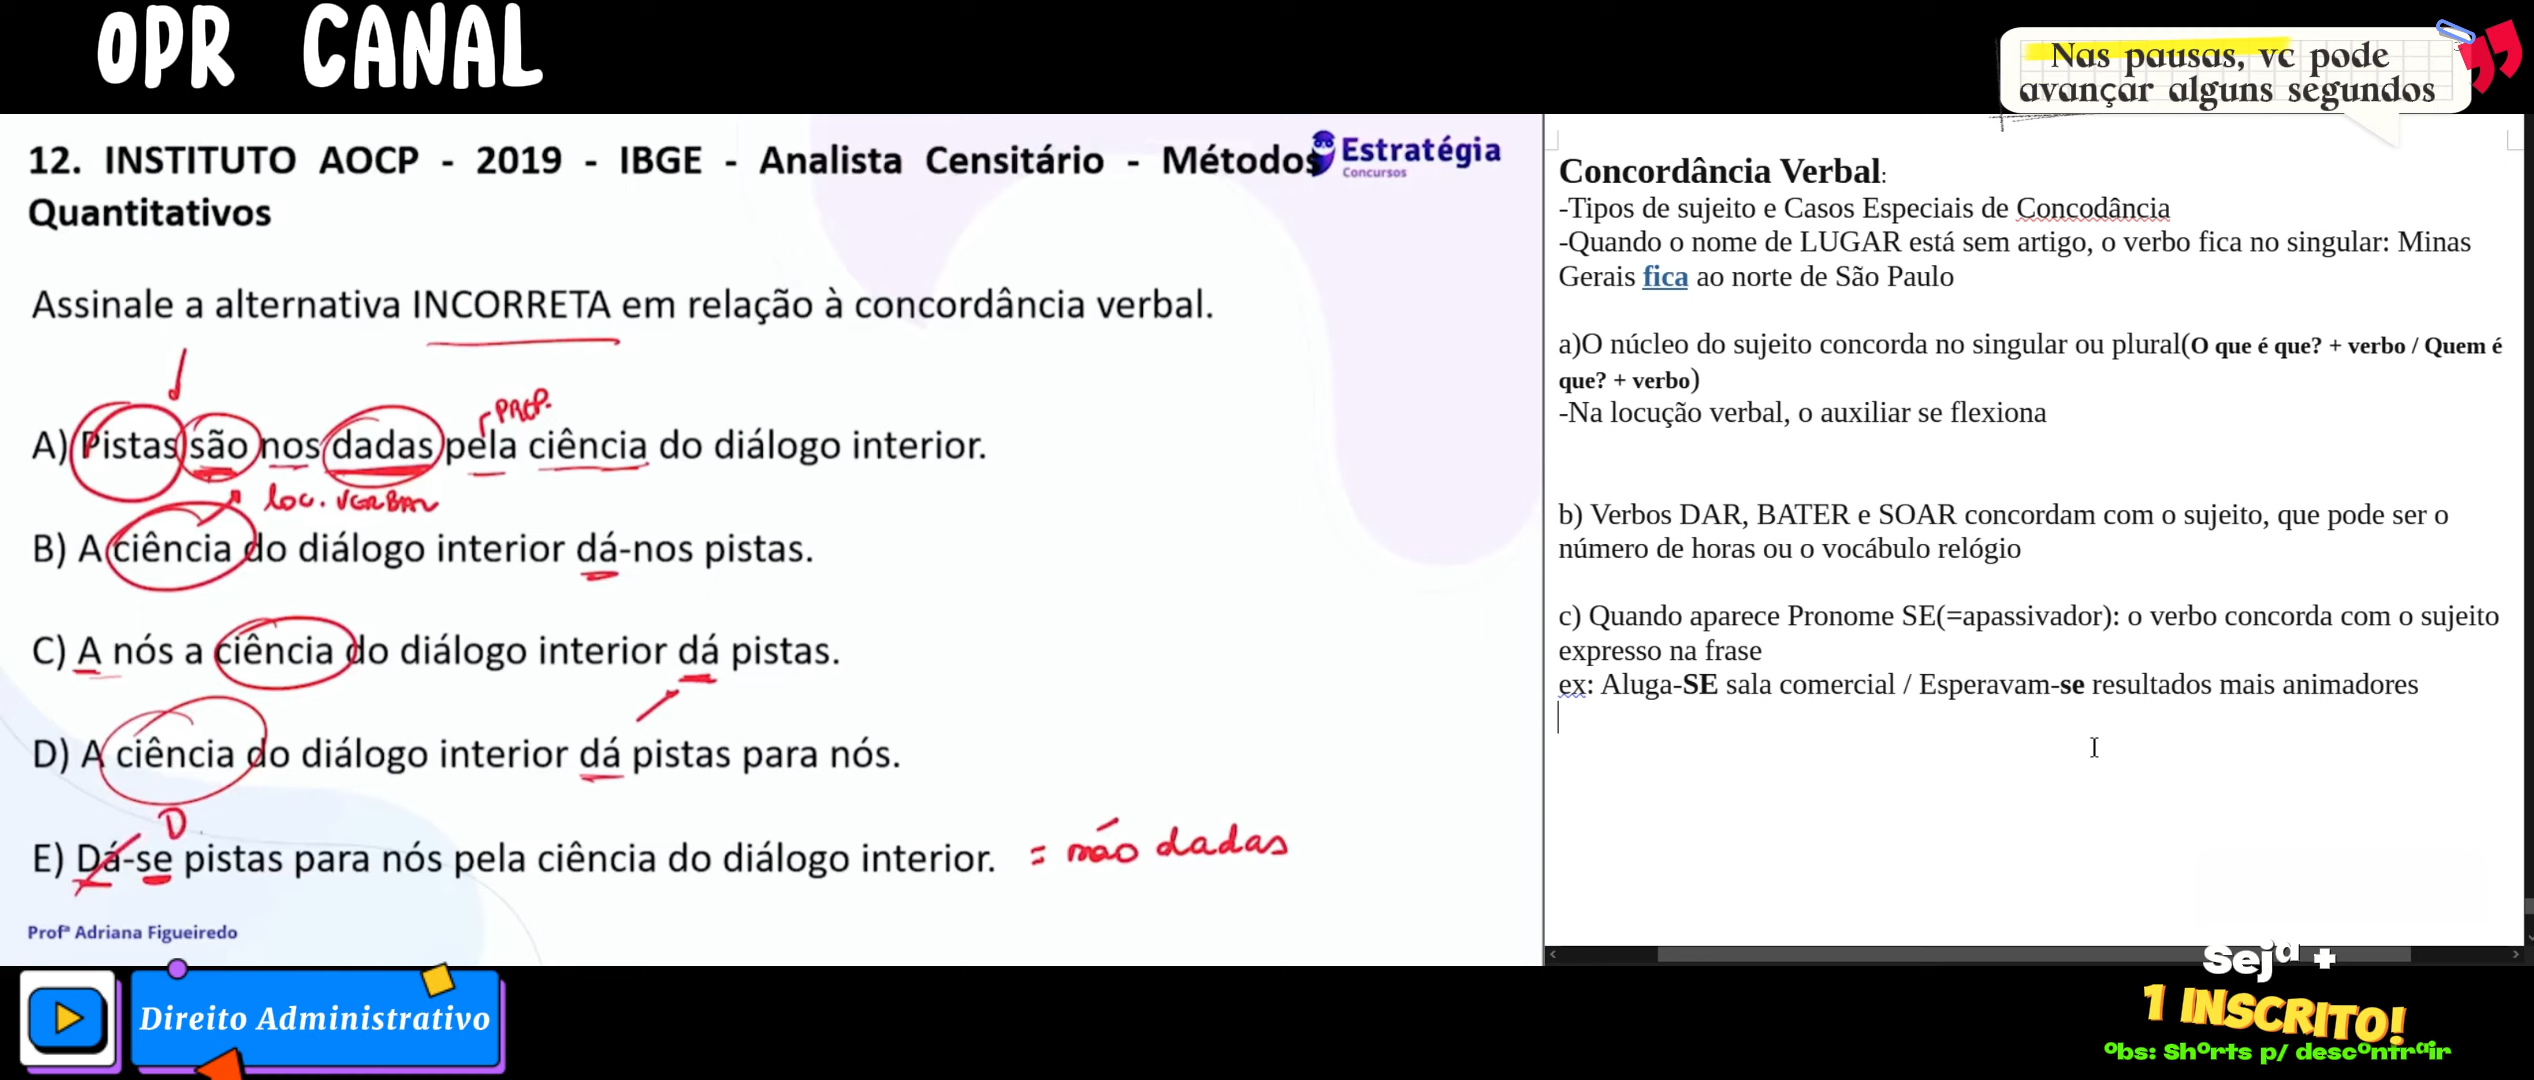 OPR CANAL
Nas pausas, vc pode
avançar alguns segundos
12. INSTITUTO AOCP - 2019 - IBGE - Analista Censitário - Métodos
Quantitativos
Estratégia
Concursos
Assinale a alternativa INCORRETA em relação à concordância verbal.
PREP.
A) Pistas são nos dadas pela ciência do diálogo interior.
loc. VERBAL
B) A ciência do diálogo interior dá-nos pistas.
C) A nós a ciência do diálogo interior dá pistas.
D) A ciência do diálogo interior dá pistas para nós.
D
E) Dá-se pistas para nós pela ciência do diálogo interior. = são dadas
Profª Adriana Figueiredo
Concordância Verbal:
-Tipos de sujeito e Casos Especiais de Concodância
-Quando o nome de LUGAR está sem artigo, o verbo fica no singular: Minas
Gerais fica ao norte de São Paulo
a)O núcleo do sujeito concorda no singular ou plural(O que é que? + verbo / Quem é
que? + verbo)
-Na locução verbal, o auxiliar se flexiona
b) Verbos DAR, BATER e SOAR concordam com o sujeito, que pode ser o
número de horas ou o vocábulo relógio
c) Quando aparece Pronome SE(=apassivador): o verbo concorda com o sujeito
expresso na frase
ex: Aluga-SE sala comercial / Esperavam-se resultados mais animadores
Direito Administrativo
Seja +
1 INSCRITO!
obs: Shorts p/ descontrair